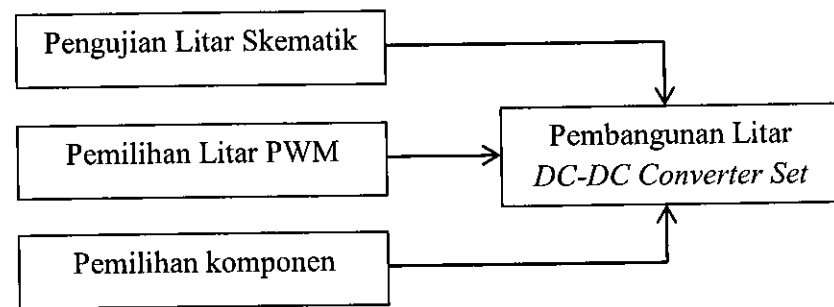 Pengujian Litar Skematik
Pemilihan Litar PWM
Pemilihan komponen
Pembangunan Litar
DC-DC Converter Set